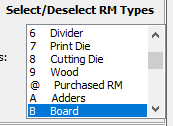 Select/Deselect RM Types
6 Divider
7 Print Die
8 Cutting Die
9 Wood
@ Purchased RM
A Adders
B Board